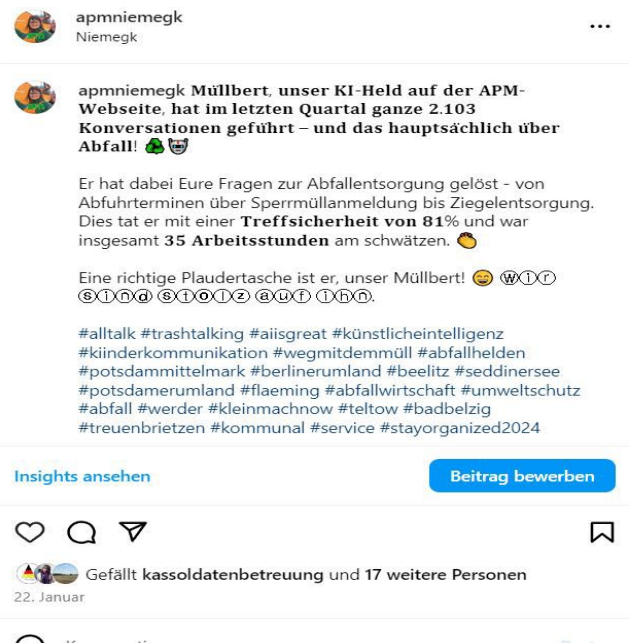 apmniemegk
Niemegk
apmniemegk Müllbert, unser KI-Held auf der APM-
Webseite, hat im letzten Quartal ganze 2.103
Konversationen geführt – und das hauptsächlich über
Abfall! ♻️🤖
Er hat dabei Eure Fragen zur Abfallentsorgung gelöst - von
Abfuhrterminen über Sperrmüllanmeldung bis Ziegelentsorgung.
Dies tat er mit einer Treffsicherheit von 81% und war
insgesamt 35 Arbeitsstunden am schwätzen. 👏
Eine richtige Plaudertasche ist er, unser Müllbert! 😄 Ⓦⓘⓡ
ⓢⓘⓝⓓ ⓢⓣⓞⓛⓩ ⓐⓤⓕ ⓘⓗⓝ.
#alltalk #trashtalking #aiisgreat #künstlicheintelligenz
#kiinderkommunikation #wegmitdemmüll #abfallhelden
#potsdammittelmark #berlinerumland #beelitz #seddinersee
#potsdamerumland #flaeming #abfallwirtschaft #umweltschutz
#abfall #werder #kleinmachnow #teltow #badbelzig
#treuenbrietzen #kommunal #service #stayorganized2024
Insights ansehen
Beitrag bewerben
Gefällt kassoldatenbetreuung und 17 weitere Personen
22. Januar